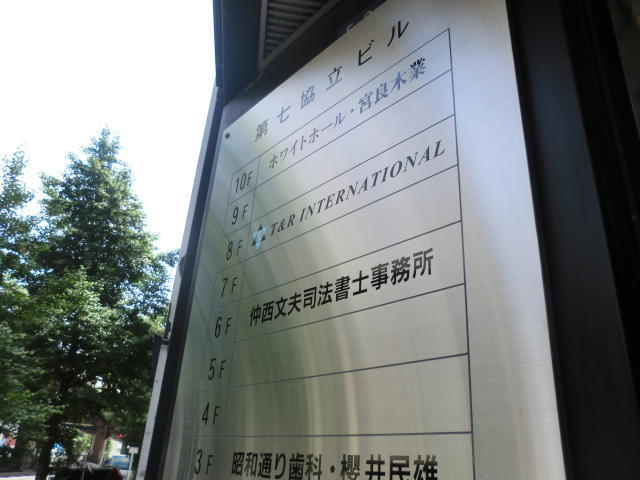 第七協立ビル
10F ホワイトホール・宮良木業
9F
8F T&R INTERNATIONAL
7F
6F 仲西文夫司法書士事務所
5F
4F
3F 昭和通り歯科・櫻井民雄